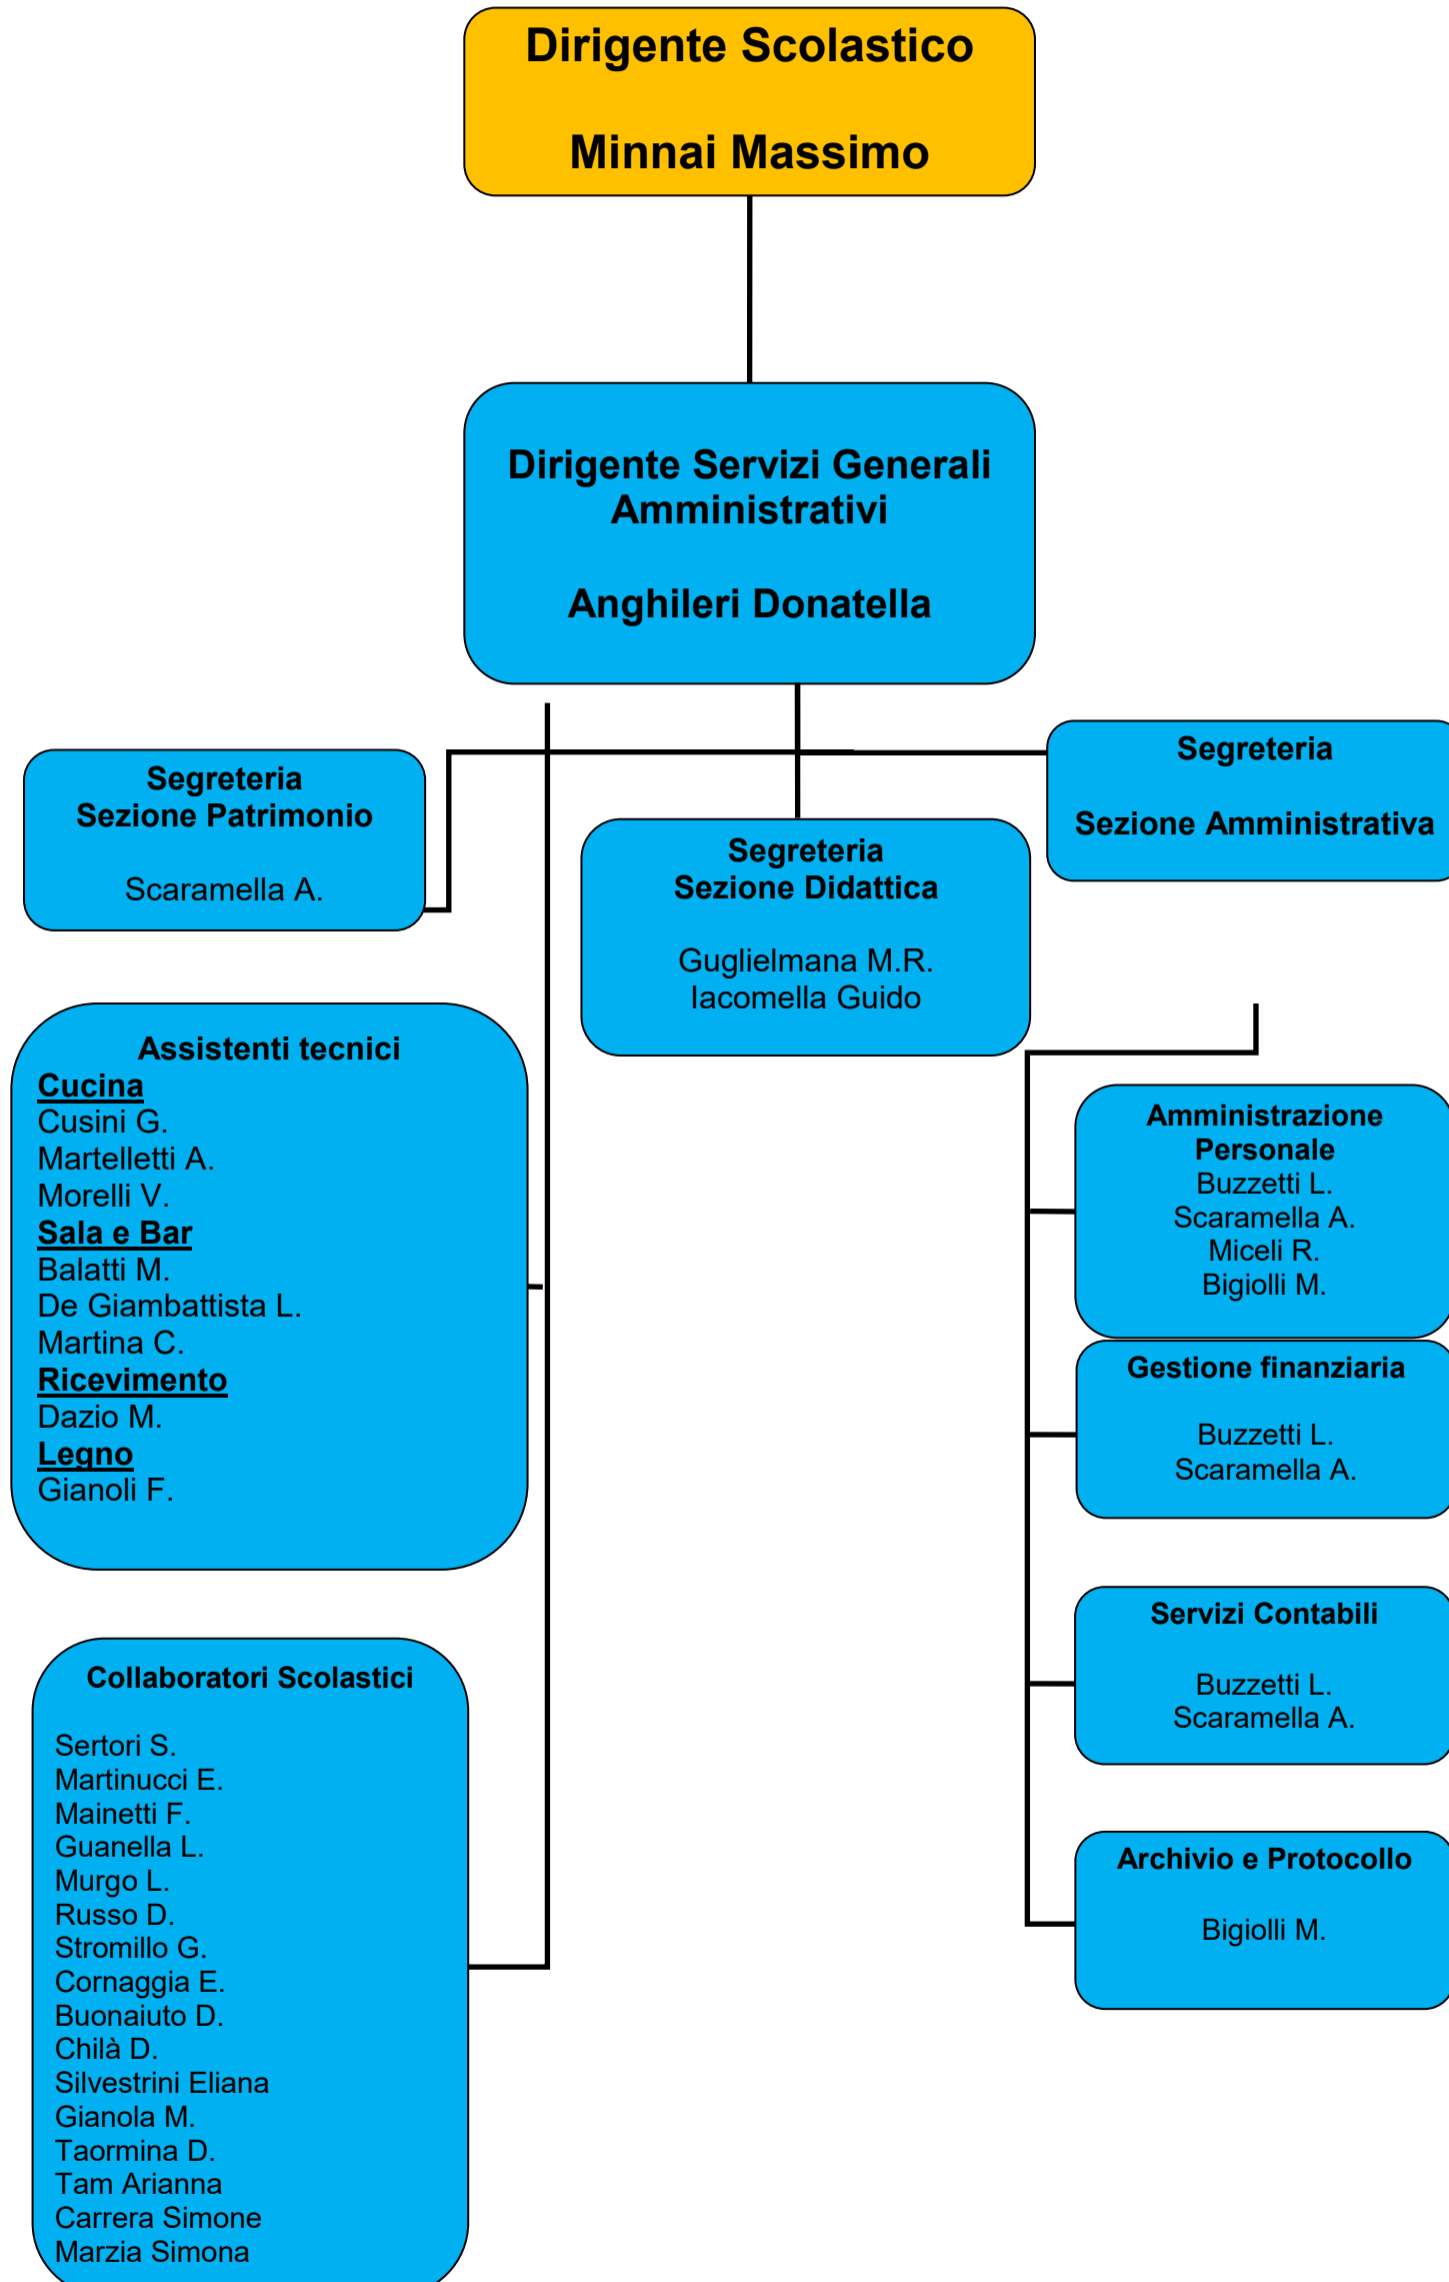 Dirigente Scolastico
Minnai Massimo
Dirigente Servizi Generali
Amministrativi
Anghileri Donatella
Segreteria
Sezione Patrimonio
Scaramella A.
Segreteria
Sezione Didattica
Guglielmana M.R.
Iacomella Guido
Segreteria
Sezione Amministrativa
Assistenti tecnici
Cucina
Cusini G.
Martelletti A.
Morelli V.
Sala e Bar
Balatti M.
De Giambattista L.
Martina C.
Ricevimento
Dazio M.
Legno
Gianoli F.
Collaboratori Scolastici
Sertori S.
Martinucci E.
Mainetti F.
Guanella L.
Murgo L.
Russo D.
Stromillo G.
Cornaggia E.
Buonaiuto D.
Chilà D.
Silvestrini Eliana
Gianola M.
Taormina D.
Tam Arianna
Carrera Simone
Marzia Simona
Amministrazione
Personale
Buzzetti L.
Scaramella A.
Miceli R.
Bigiolli M.
Gestione finanziaria
Buzzetti L.
Scaramella A.
Servizi Contabili
Buzzetti L.
Scaramella A.
Archivio e Protocollo
Bigiolli M.